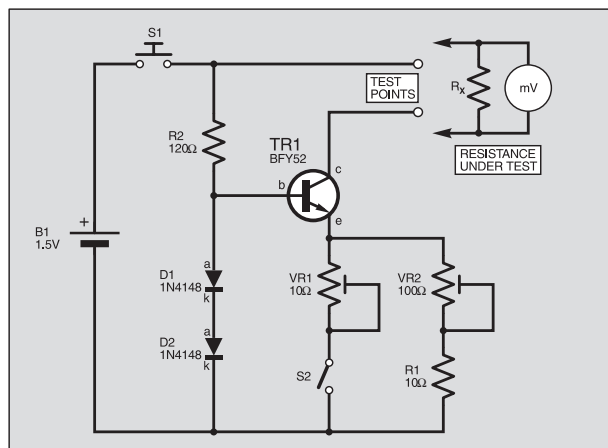 S1
TEST
POINTS
Rx
mV
R2
120Ω
TR1
BFY52
b
c
e
RESISTANCE
UNDER TEST
+
B1
1.5V
a
D1
1N4148
k
VR1
10Ω
VR2
100Ω
a
D2
1N4148
k
S2
R1
10Ω